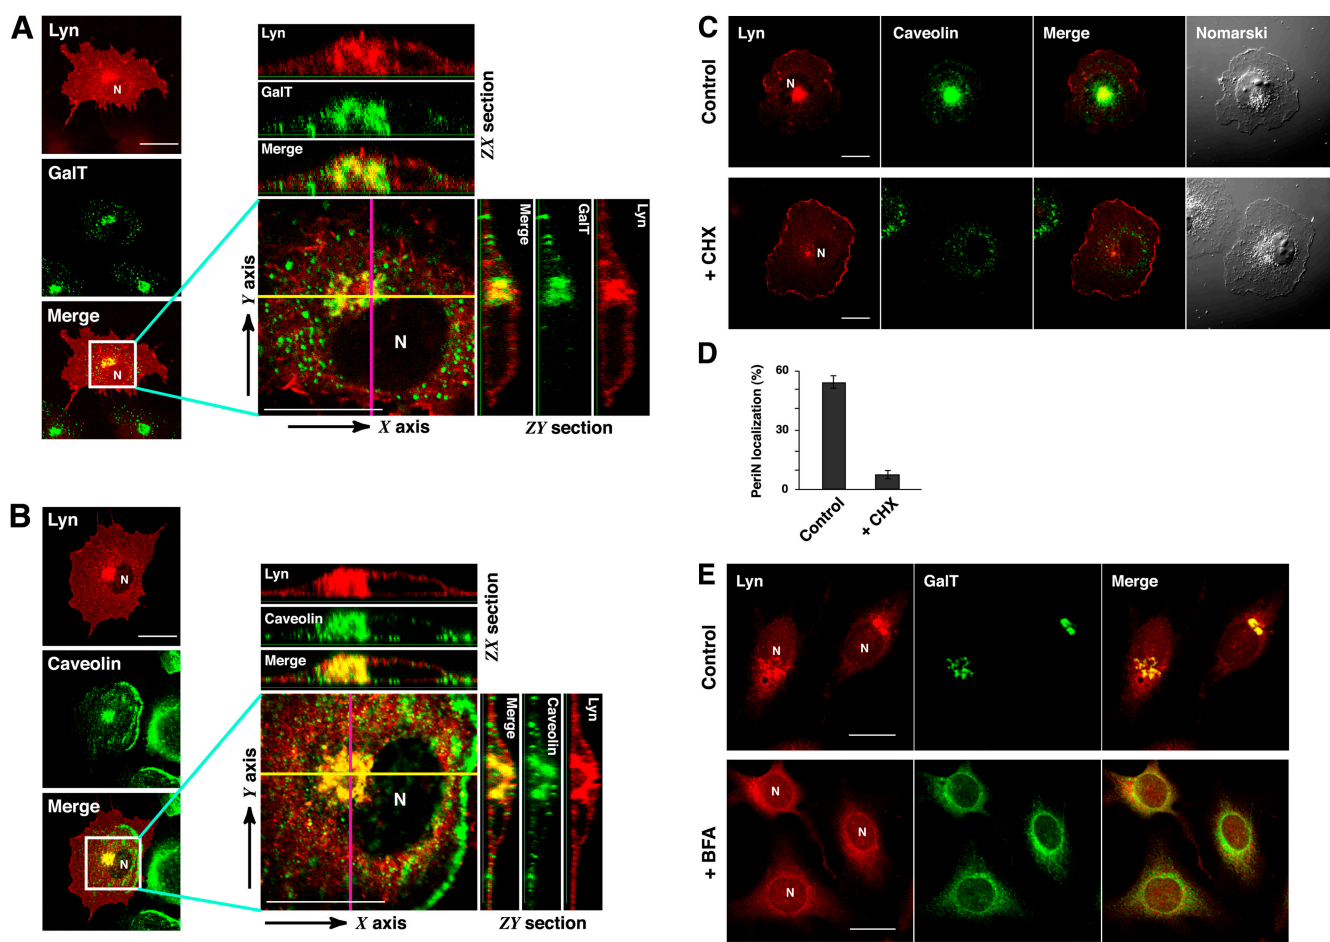 A
Lyn
N
GalT
Merge
N
Lyn
GalT
Merge
ZX section
Y axis
N
X axis
Merge
GalT
Lyn
ZY section
B
Lyn
N
Caveolin
Merge
N
Lyn
Caveolin
Merge
ZX section
Y axis
N
X axis
Merge
Caveolin
Lyn
ZY section
C
Lyn
Caveolin
Merge
Nomarski
Control
N
+ CHX
N
D
PeriN localization (%)
60
30
0
Control
+ CHX
E
Lyn
GalT
Merge
Control
N
N
+ BFA
N
N
N